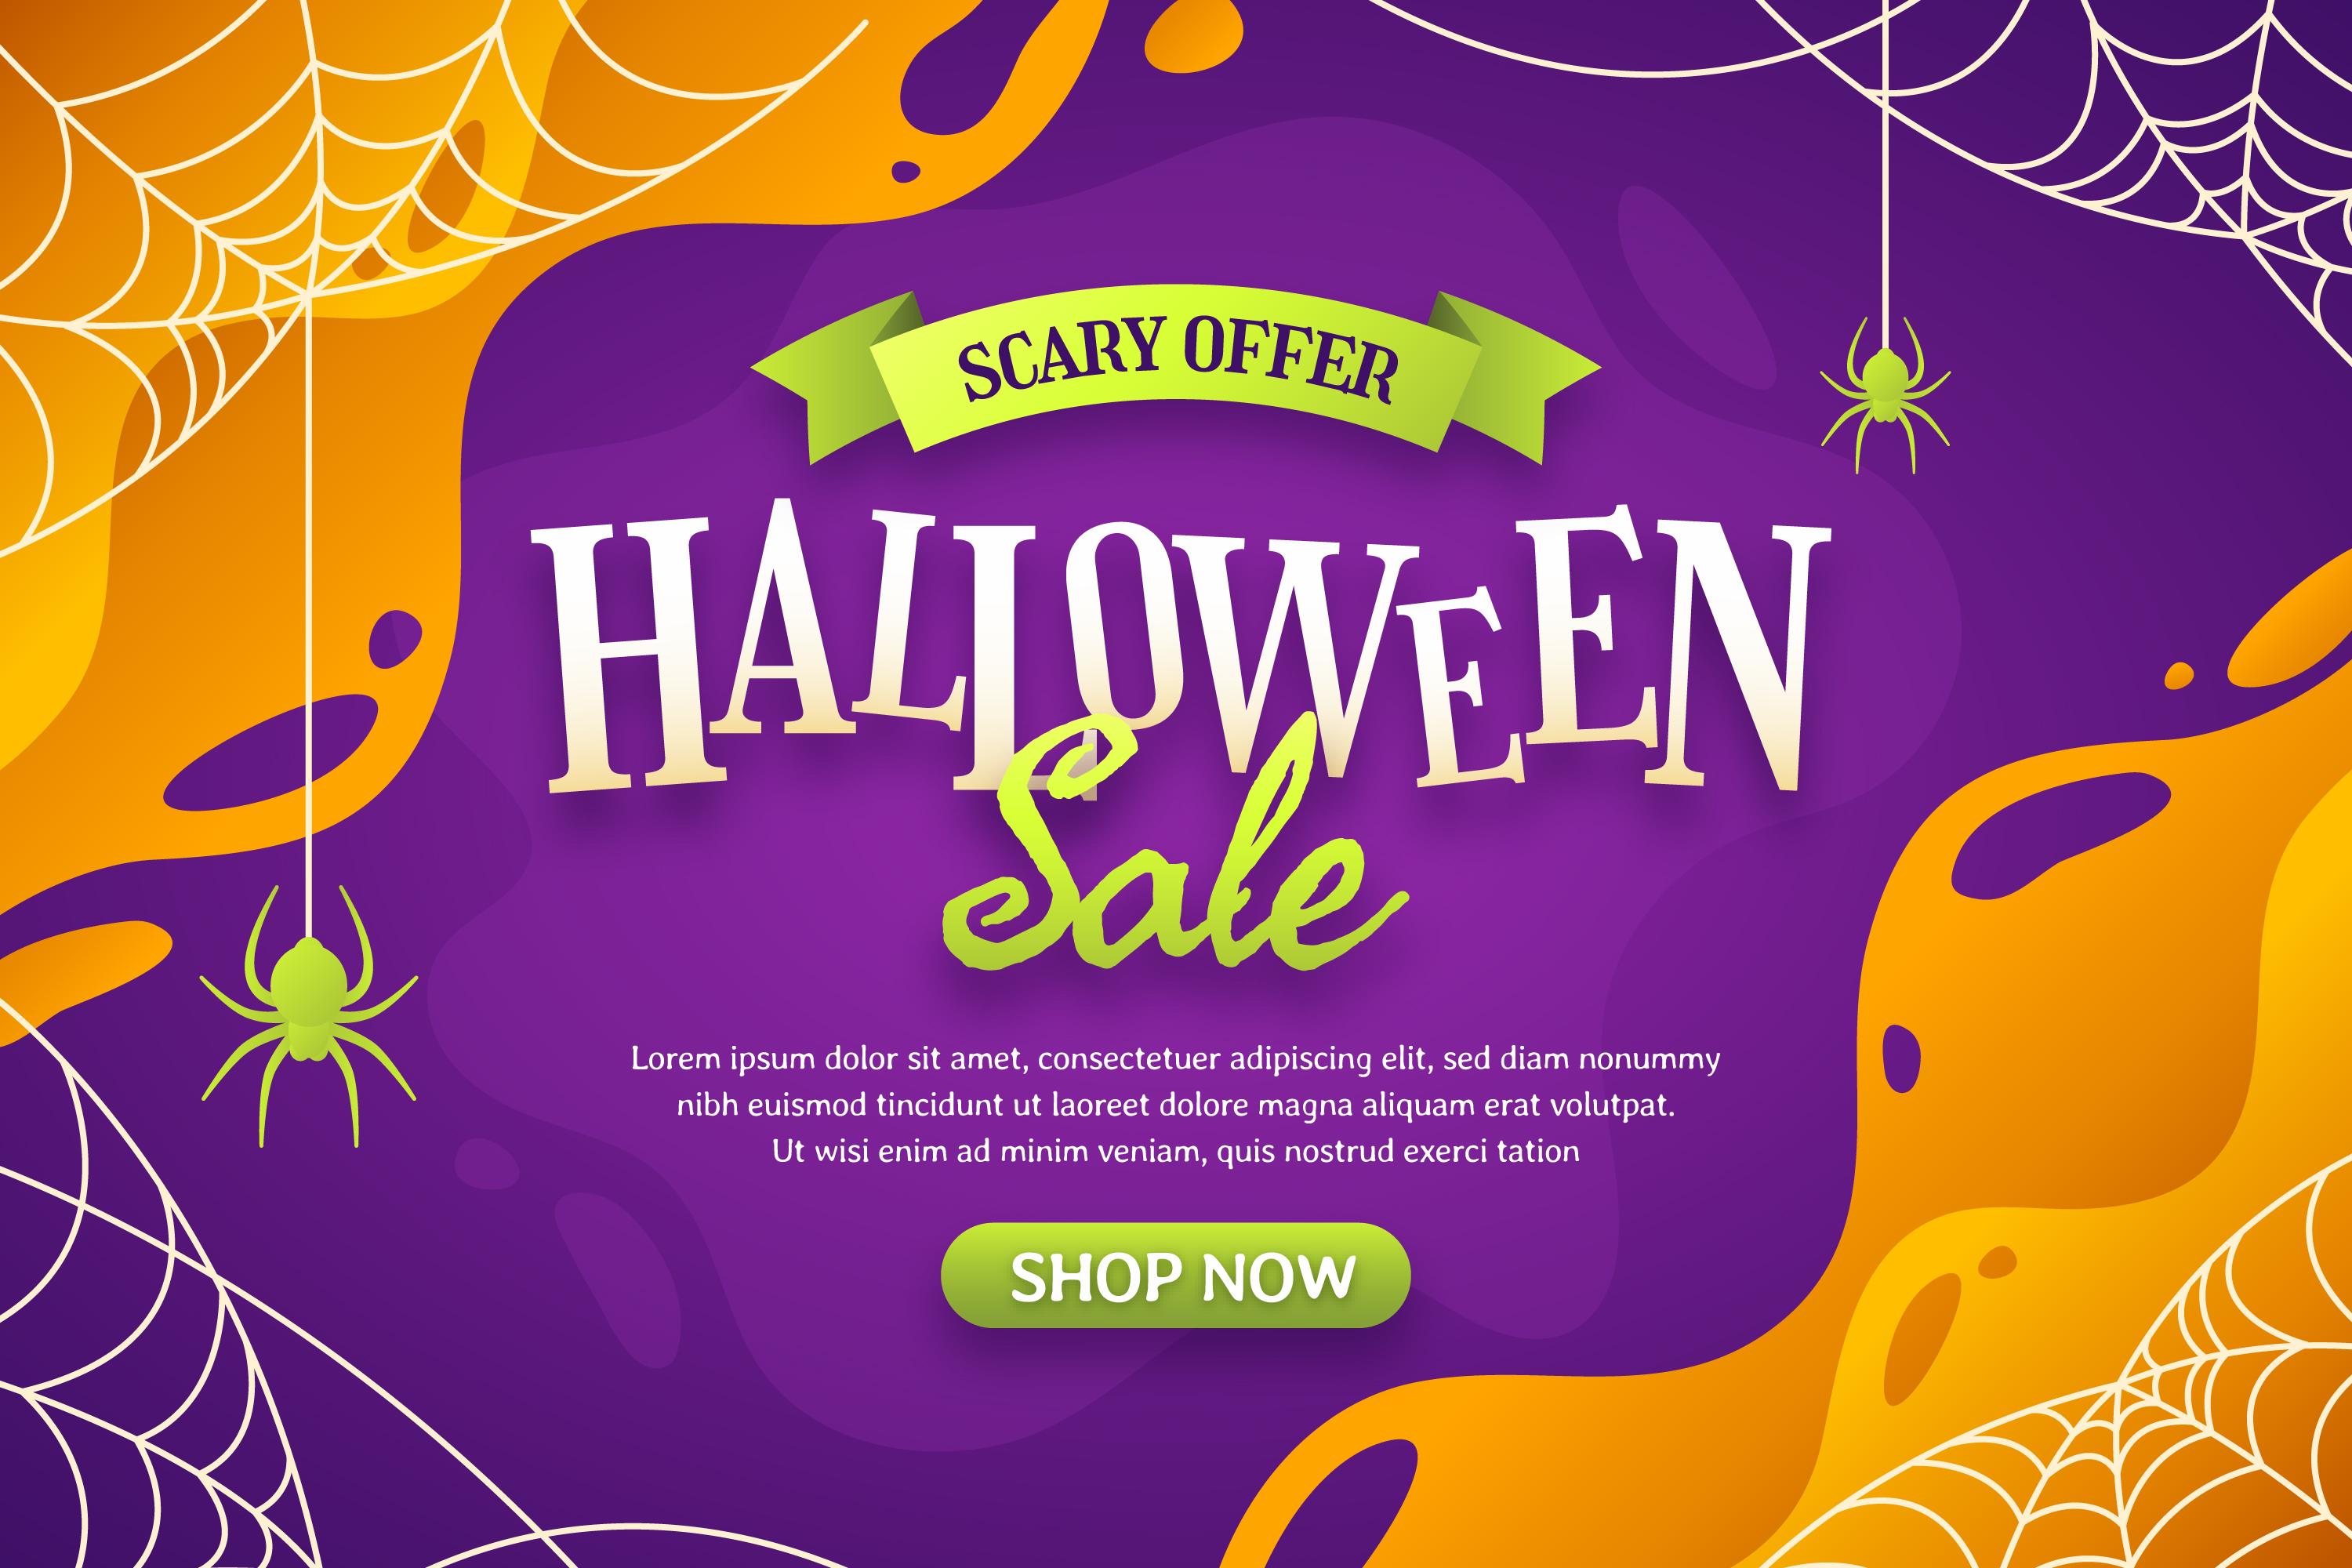 SCARY OFFER
HALLOWEEN
Sale
Lorem ipsum dolor sit amet, consectetuer adipiscing elit, sed diam nonummy
nibh euismod tincidunt ut laoreet dolore magna aliquam erat volutpat.
Ut wisi enim ad minim veniam, quis nostrud exerci tation
SHOP NOW